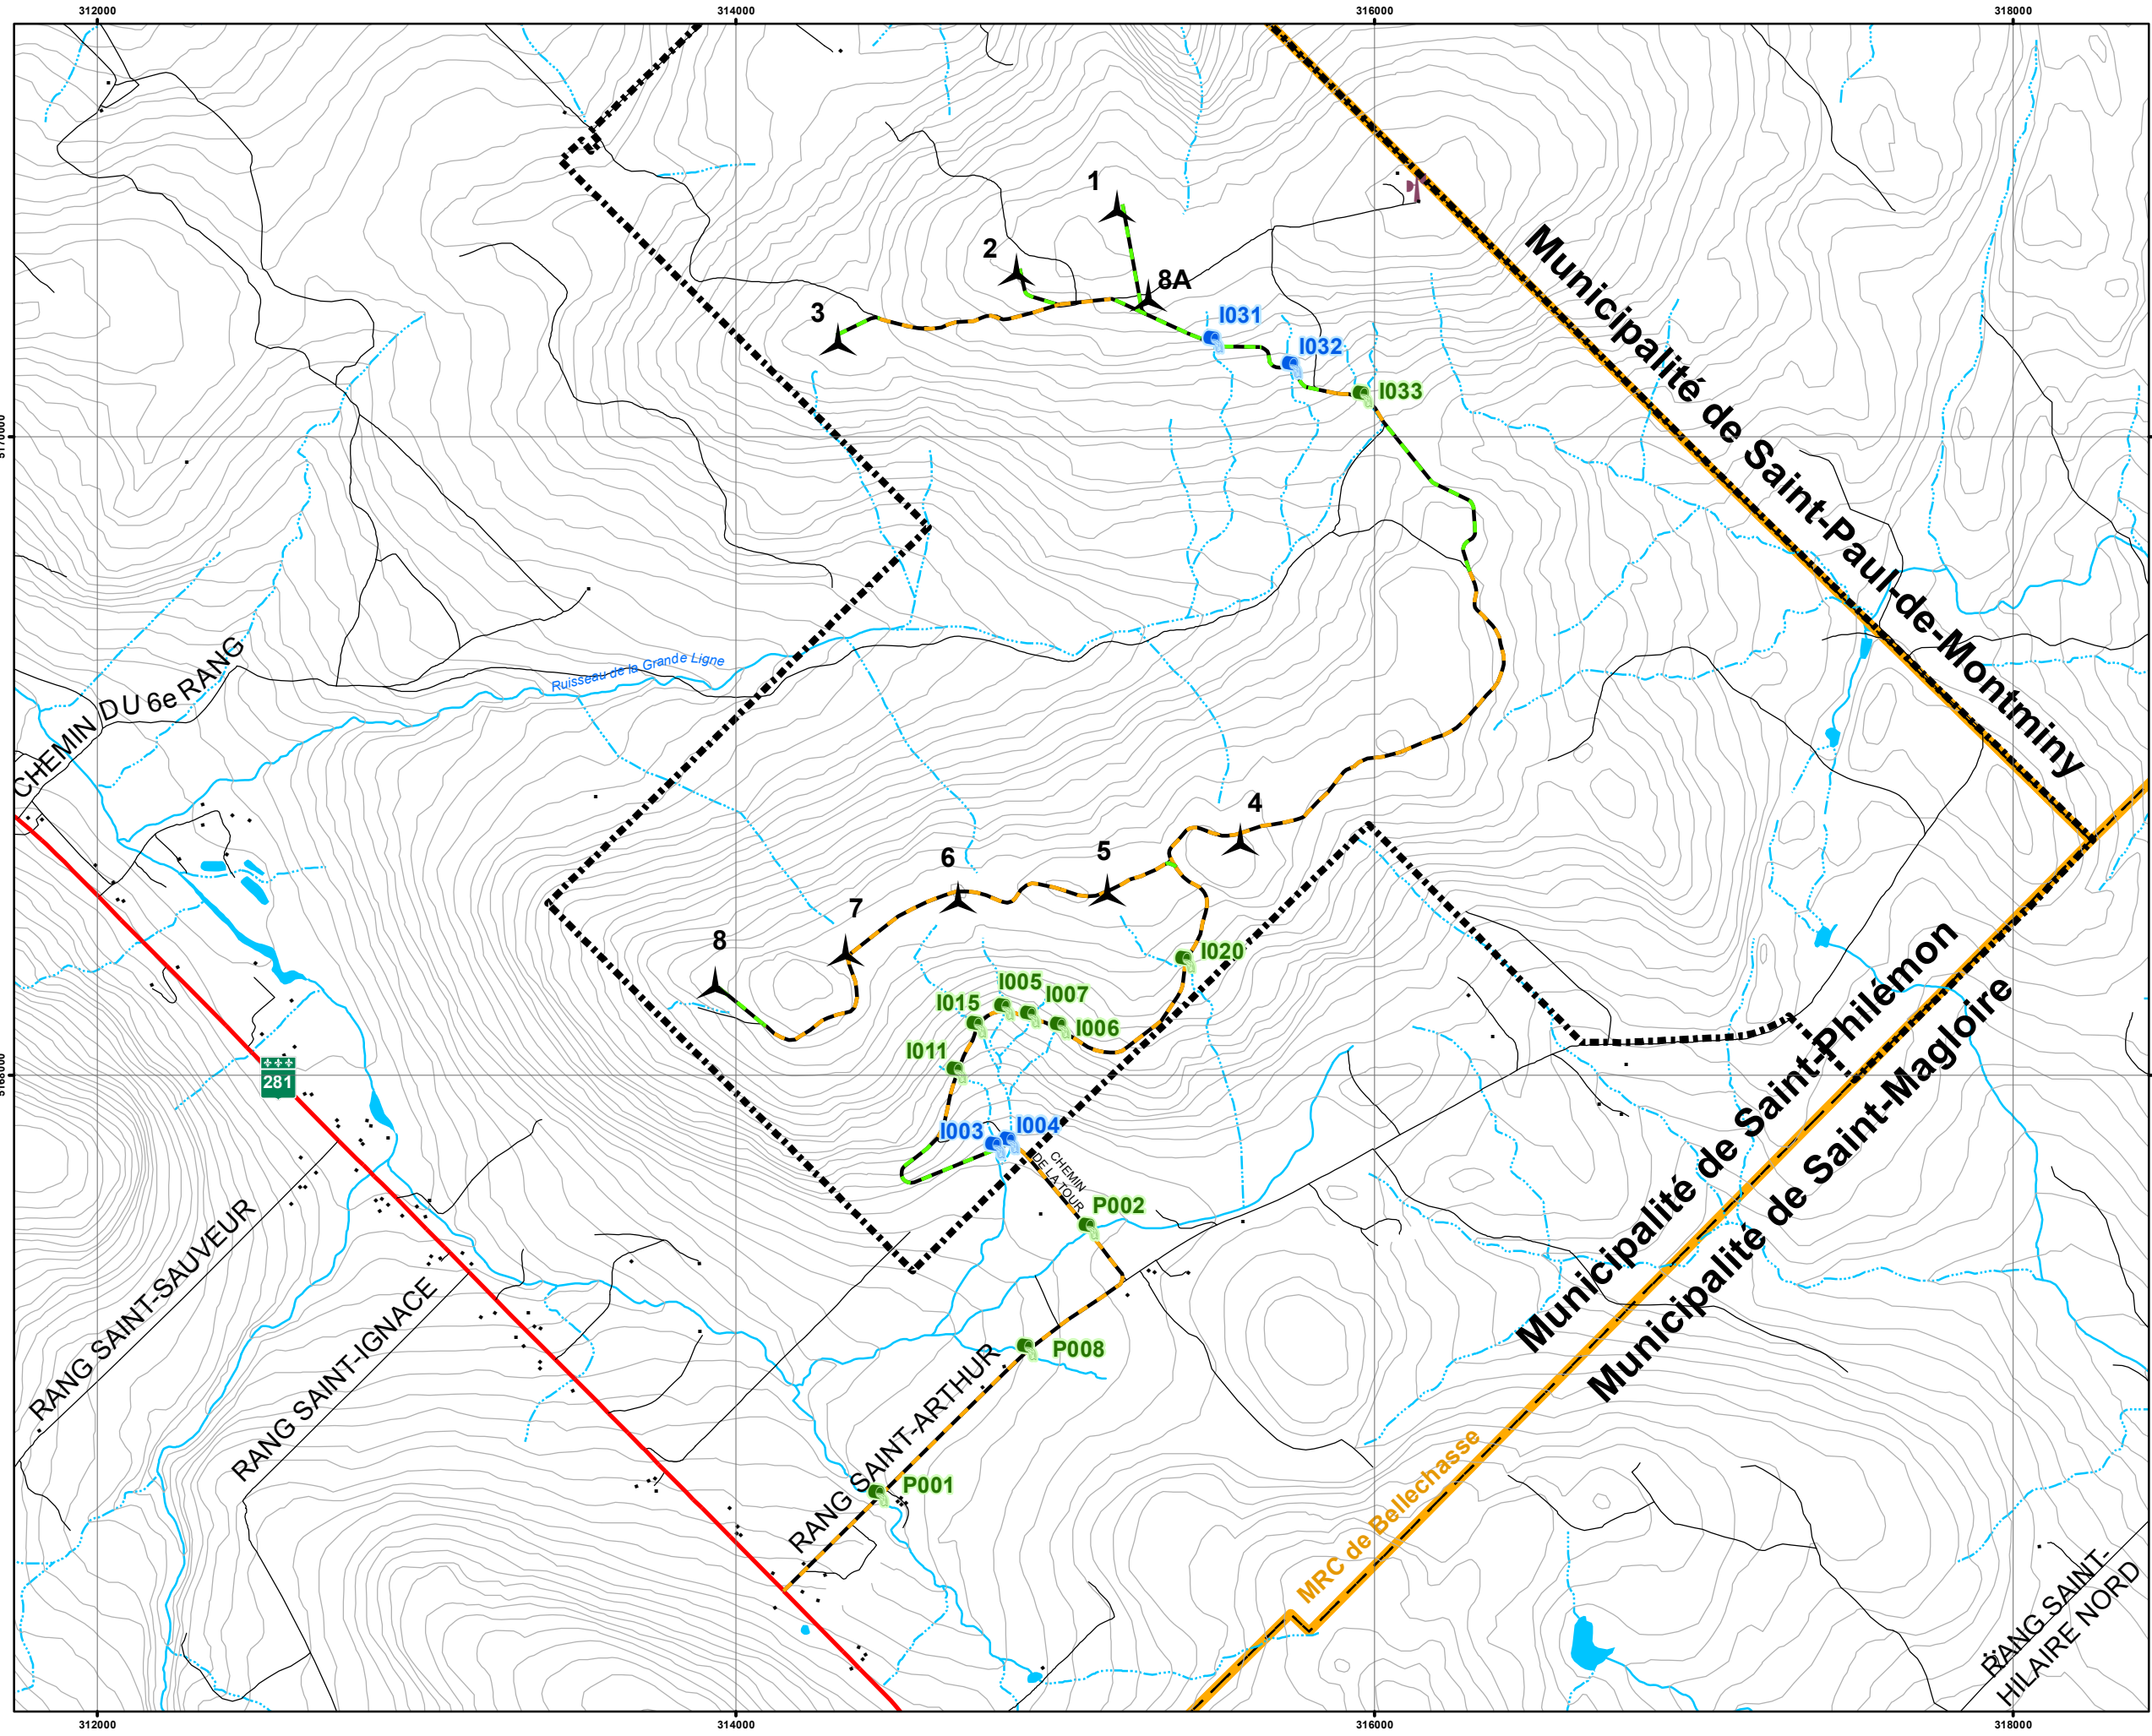 312000
314000
316000
318000
1
2
8A
3
I031
I032
I033
Municipalité de Saint-Paul-de-Montminy
CHEMIN DU 6e RANG
Ruisseau de la Grande Ligne
4
5
6
7
8
I020
I005
I007
I015
I006
I011
281
I003
I004
CHEMIN
DE LA TOUR
P002
Municipalité de Saint-Philémon
Municipalité de Saint-Magloire
RANG SAINT-SAUVEUR
RANG SAINT-IGNACE
P008
RANG SAINT-ARTHUR
P001
MRC de Bellechasse
RANG SAINT-
HILAIRE NORD
312000
314000
316000
318000